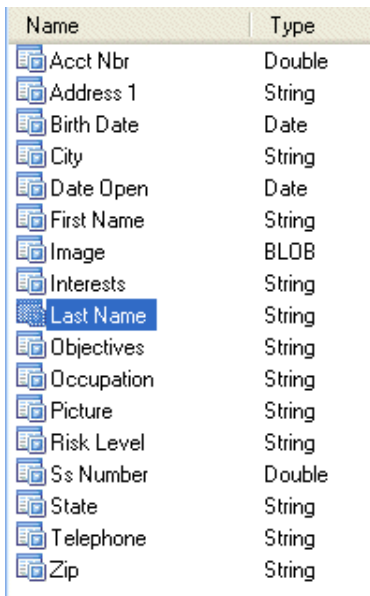 Name Type
Acct Nbr Double
Address 1 String
Birth Date Date
City String
Date Open Date
First Name String
Image BLOB
Interests String
Last Name String
Objectives String
Occupation String
Picture String
Risk Level String
Ss Number Double
State String
Telephone String
Zip String